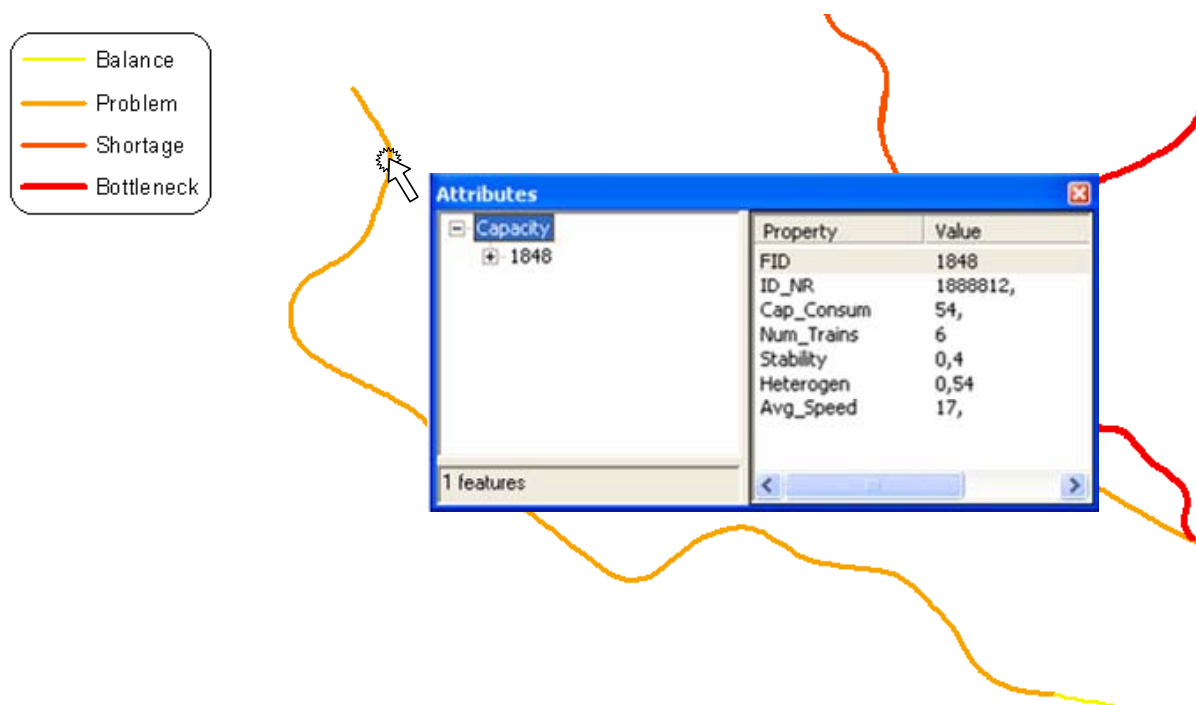 Balance
Problem
Shortage
Bottleneck
Attributes
Capacity
1848
1 features
Property Value
FID 1848
ID_NR 1888812,
Cap_Consum 54,
Num_Trains 6
Stability 0,4
Heterogen 0,54
Avg_Speed 17,